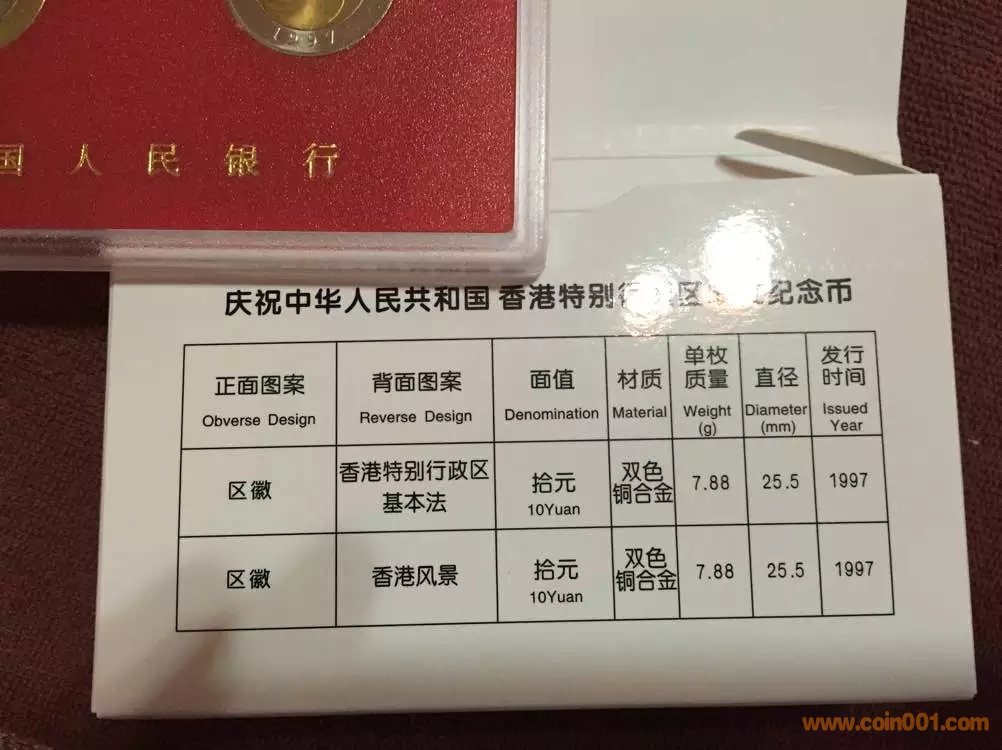 1997
国人民银行
庆祝中华人民共和国 香港特别行 区 纪念币
正面图案
Obverse Design
背面图案
Reverse Design
面值
Denomination
材质
Material
单枚
质量
Weight
(g)
直径
Diameter
(mm)
发行
时间
Issued
Year
区徽
香港特别行政区
基本法
拾元
10Yuan
双色
铜合金
7.88
25.5
1997
区徽
香港风景
拾元
10Yuan
双色
铜合金
7.88
25.5
1997
www.coin001.com